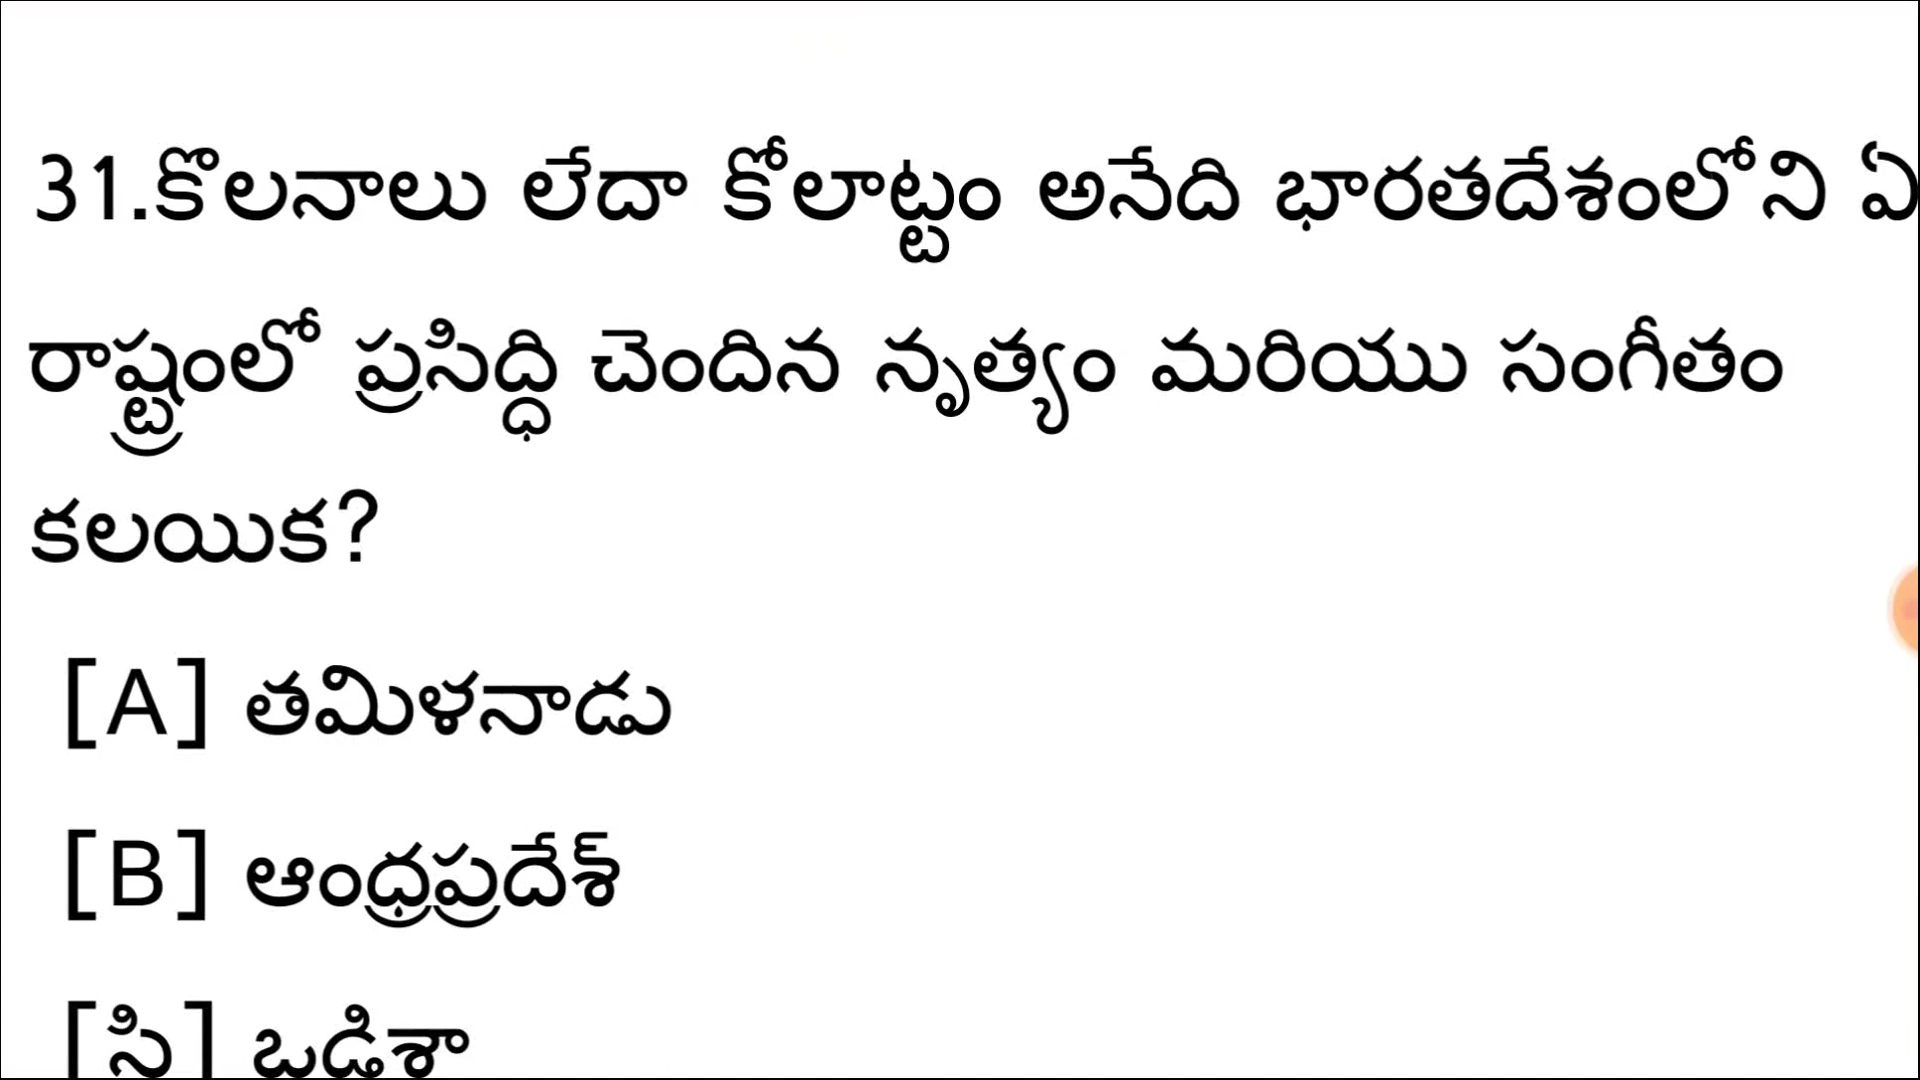 31.కొలనాలు లేదా కోలాట్టం అనేది భారతదేశంలోని ఏ
రాష్ట్రంలో ప్రసిద్ధి చెందిన నృత్యం మరియు సంగీతం
కలయిక?
[A] తమిళనాడు
[B] ఆంధ్రప్రదేశ్
[సి] ఒడిశా